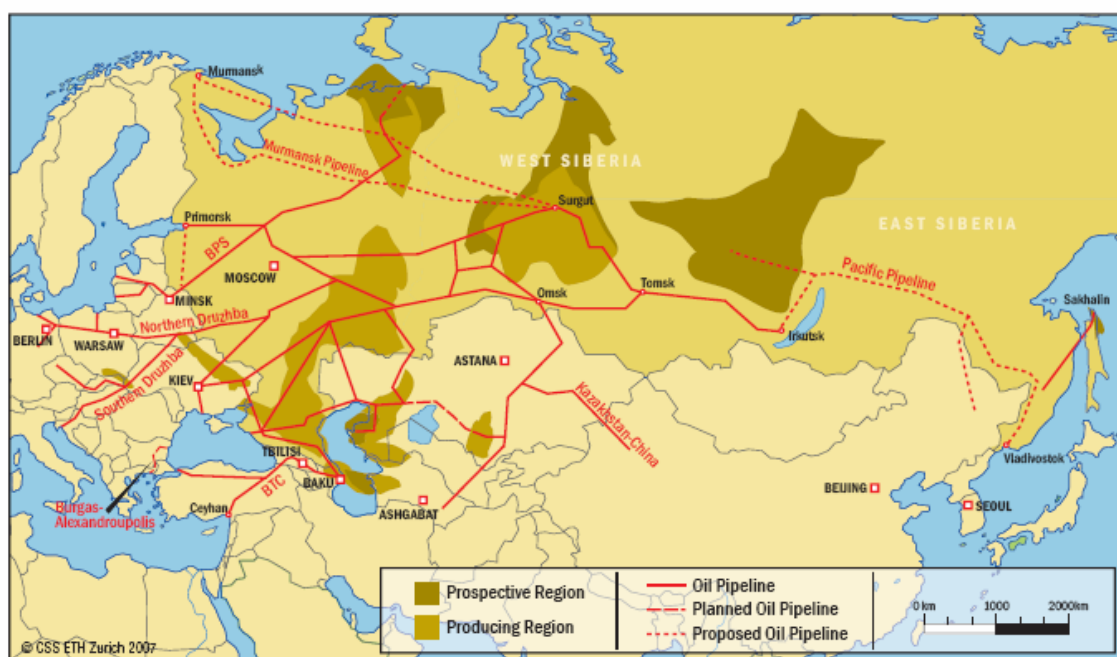 Murmansk
Murmansk Pipeline
WEST SIBERIA
Surgut
EAST SIBERIA
Primorsk
BPS
MOSCOW
Pacific Pipeline
MINSK
Omsk
Tomsk
Sakhalin
Irkutsk
Northern Druzhba
BERLIN
WARSAW
ASTANA
KIEV
Southern Druzhba
Kazakhstan-China
TBILISI
Vladivostok
BAKU
BTC
BEIJING
Ceyhan
ASHGABAT
SEOUL
Burgas-
Alexandroupolis
Prospective Region
Producing Region
Oil Pipeline
Planned Oil Pipeline
Proposed Oil Pipeline
0 km 1000 2000km
© CSS ETH Zurich 2007